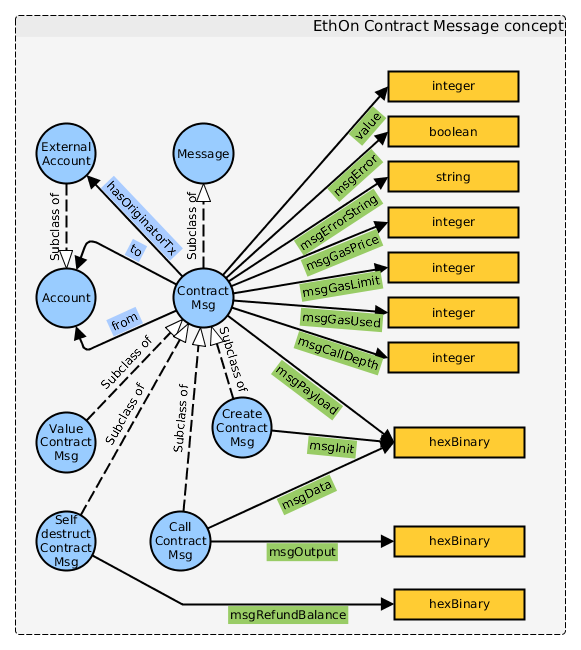 EthOn Contract Message concept
integer
value
boolean
msgError
External
Account
Message
string
hasOriginatorTx
msgErrorString
Subclass of
Subclass of
integer
msgGasPrice
to
integer
msgGasLimit
Account
Contract
Msg
integer
msgGasUsed
from
integer
msgCallDepth
Subclass of
Subclass of
Subclass of
Subclass of
msgPayload
Value
Contract
Msg
Create
Contract
Msg
msgInit
hexBinary
msgData
Self
destruct
Contract
Msg
Call
Contract
Msg
msgOutput
hexBinary
msgRefundBalance
hexBinary